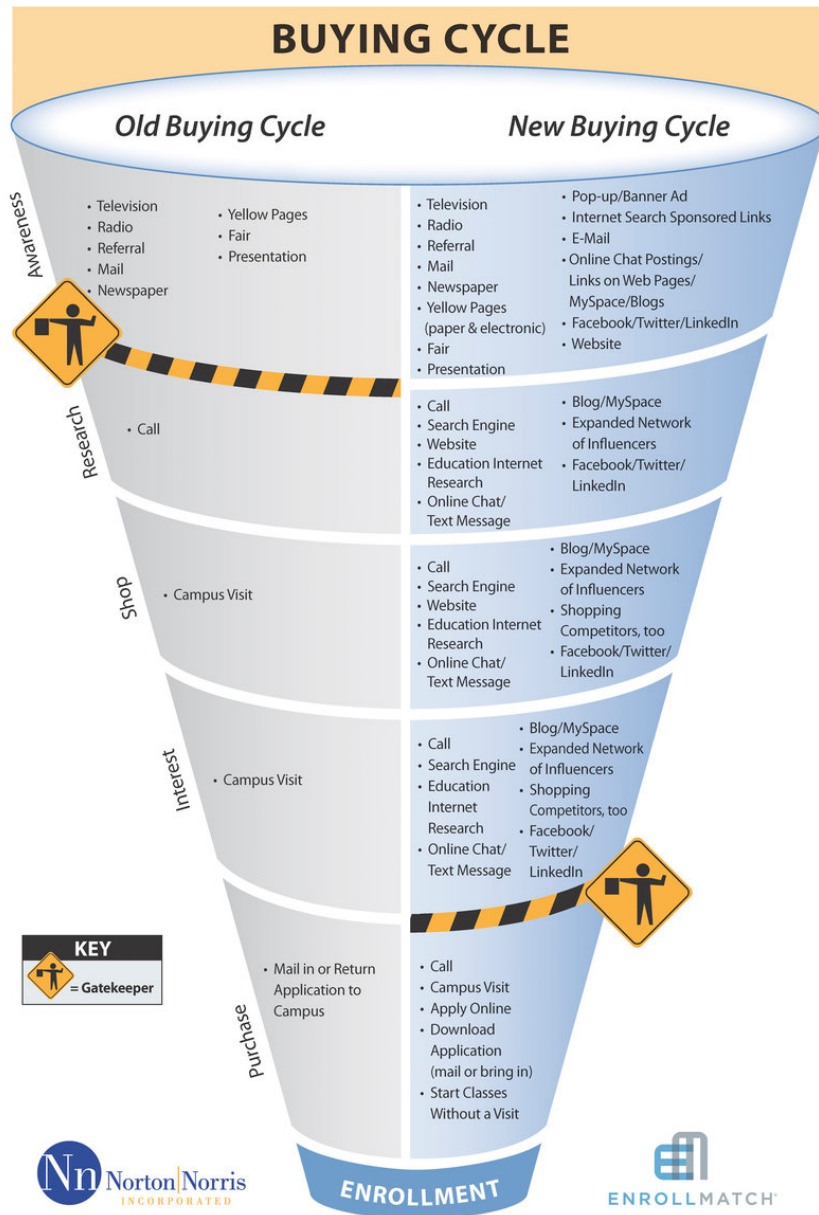 BUYING CYCLE
Old Buying Cycle
New Buying Cycle
Awareness
• Television
• Radio
• Referral
• Mail
• Newspaper
• Yellow Pages
• Fair
• Presentation
• Television
• Radio
• Referral
• Mail
• Newspaper
• Yellow Pages
(paper & electronic)
• Fair
• Presentation
• Pop-up/Banner Ad
• Internet Search Sponsored Links
• E-Mail
• Online Chat Postings/
Links on Web Pages/
MySpace/Blogs
• Facebook/Twitter/LinkedIn
• Website
Research
• Call
• Call
• Search Engine
• Website
• Education Internet
Research
• Online Chat/
Text Message
• Blog/MySpace
• Expanded Network
of Influencers
• Facebook/Twitter/
LinkedIn
Shop
• Campus Visit
• Call
• Search Engine
• Website
• Education Internet
Research
• Online Chat/
Text Message
• Blog/MySpace
• Expanded Network
of Influencers
• Shopping
Competitors, too
• Facebook/Twitter/
LinkedIn
Interest
• Campus Visit
• Call
• Search Engine
• Education
Internet
Research
• Online Chat/
Text Message
• Blog/MySpace
• Expanded Network
of Influencers
• Shopping
Competitors, too
• Facebook/
Twitter/
LinkedIn
Purchase
• Mail in or Return
Application to
Campus
• Call
• Campus Visit
• Apply Online
• Download
Application
(mail or bring in)
• Start Classes
Without a Visit
KEY
= Gatekeeper
ENROLLMENT
Nn Norton|Norris
INCORPORATED
EM
ENROLLMATCH